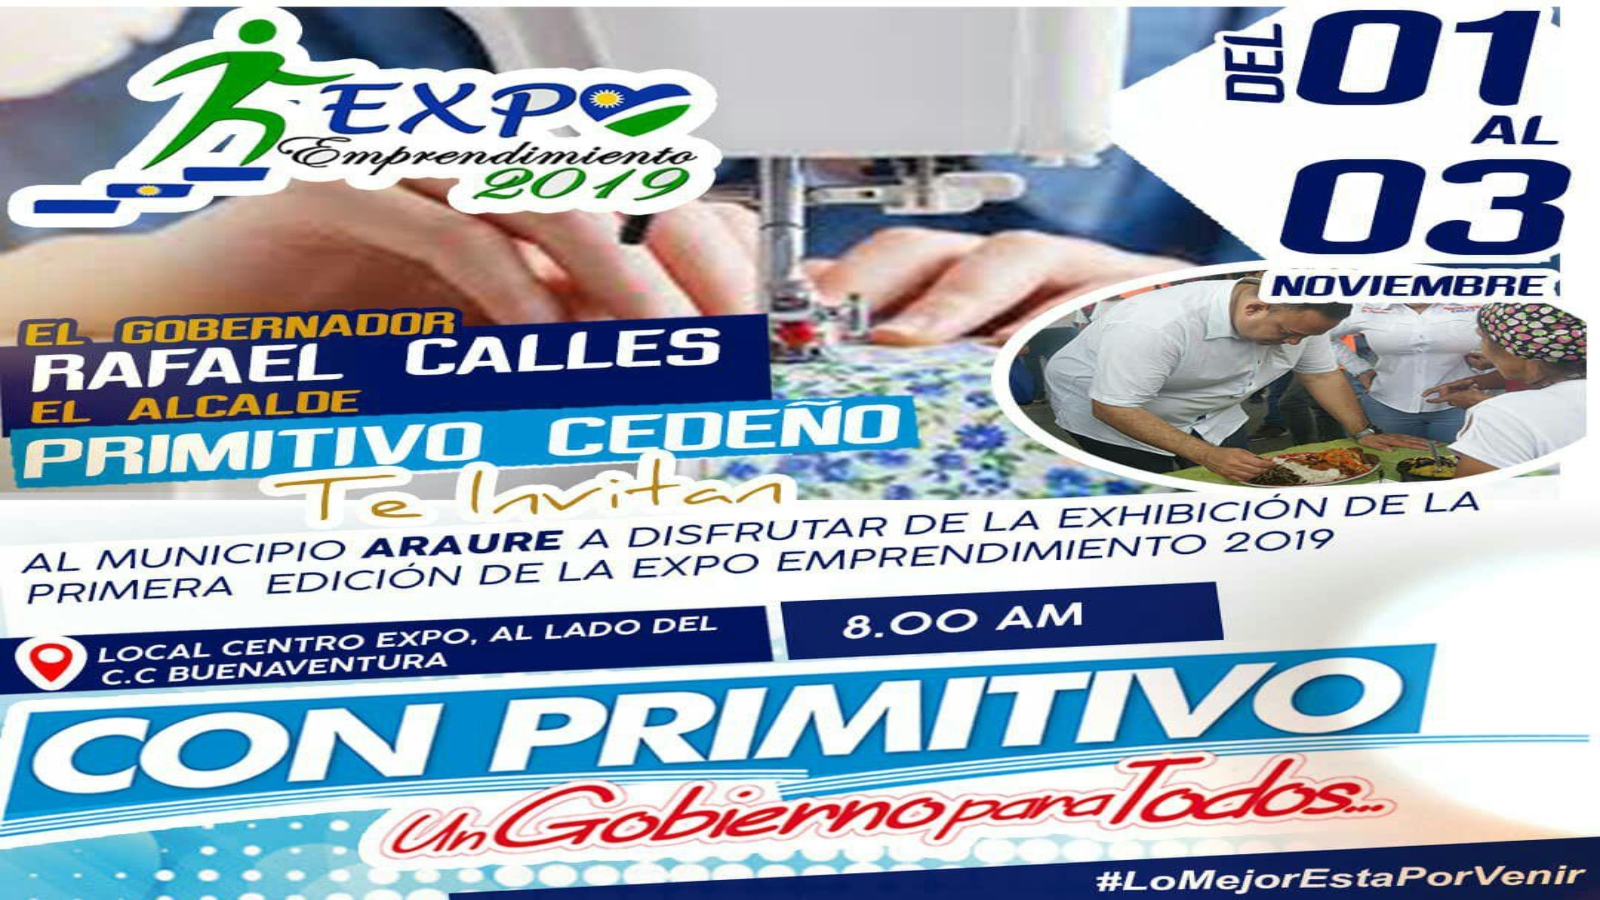 EXPO
Emprendimiento
2019
DEL 01
AL
03
NOVIEMBRE
EL GOBERNADOR
RAFAEL CALLES
EL ALCALDE
PRIMITIVO CEDEÑO
Te Invitan
AL MUNICIPIO ARAURE A DISFRUTAR DE LA EXHIBICIÓN DE LA
PRIMERA EDICIÓN DE LA EXPO EMPRENDIMIENTO 2019
LOCAL CENTRO EXPO, AL LADO DEL
C.C BUENAVENTURA
8.00 AM
CON PRIMITIVO
Un Gobierno para Todos...
#LoMejorEstaPorVenir